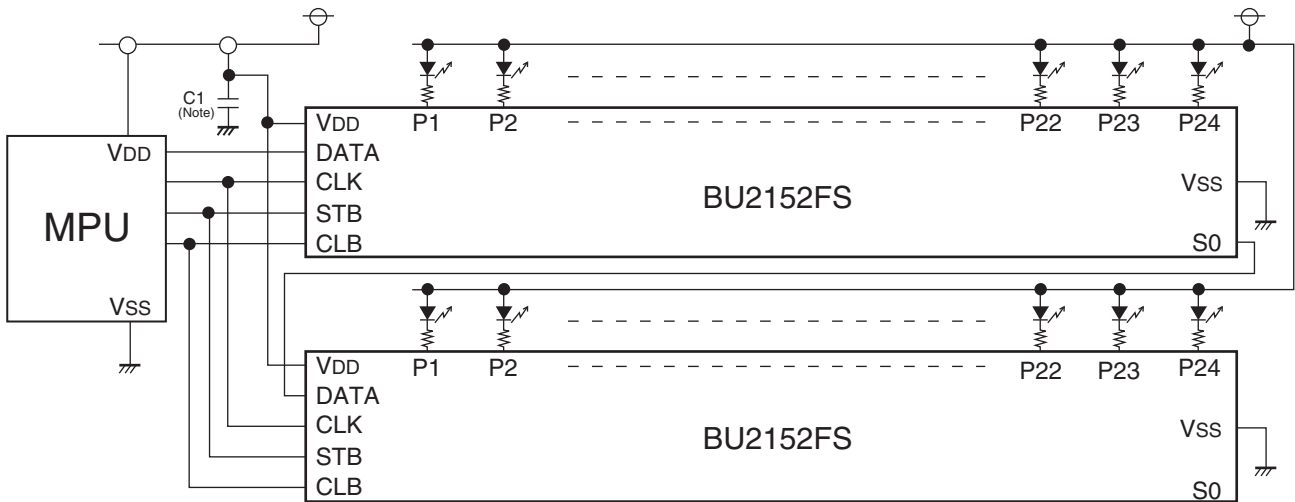 C1
(Note)
MPU
VDD
VSS
VDD
DATA
CLK
STB
CLB
P1
P2
P22
P23
P24
BU2152FS
VSS
S0
VDD
DATA
CLK
STB
CLB
P1
P2
P22
P23
P24
BU2152FS
VSS
S0